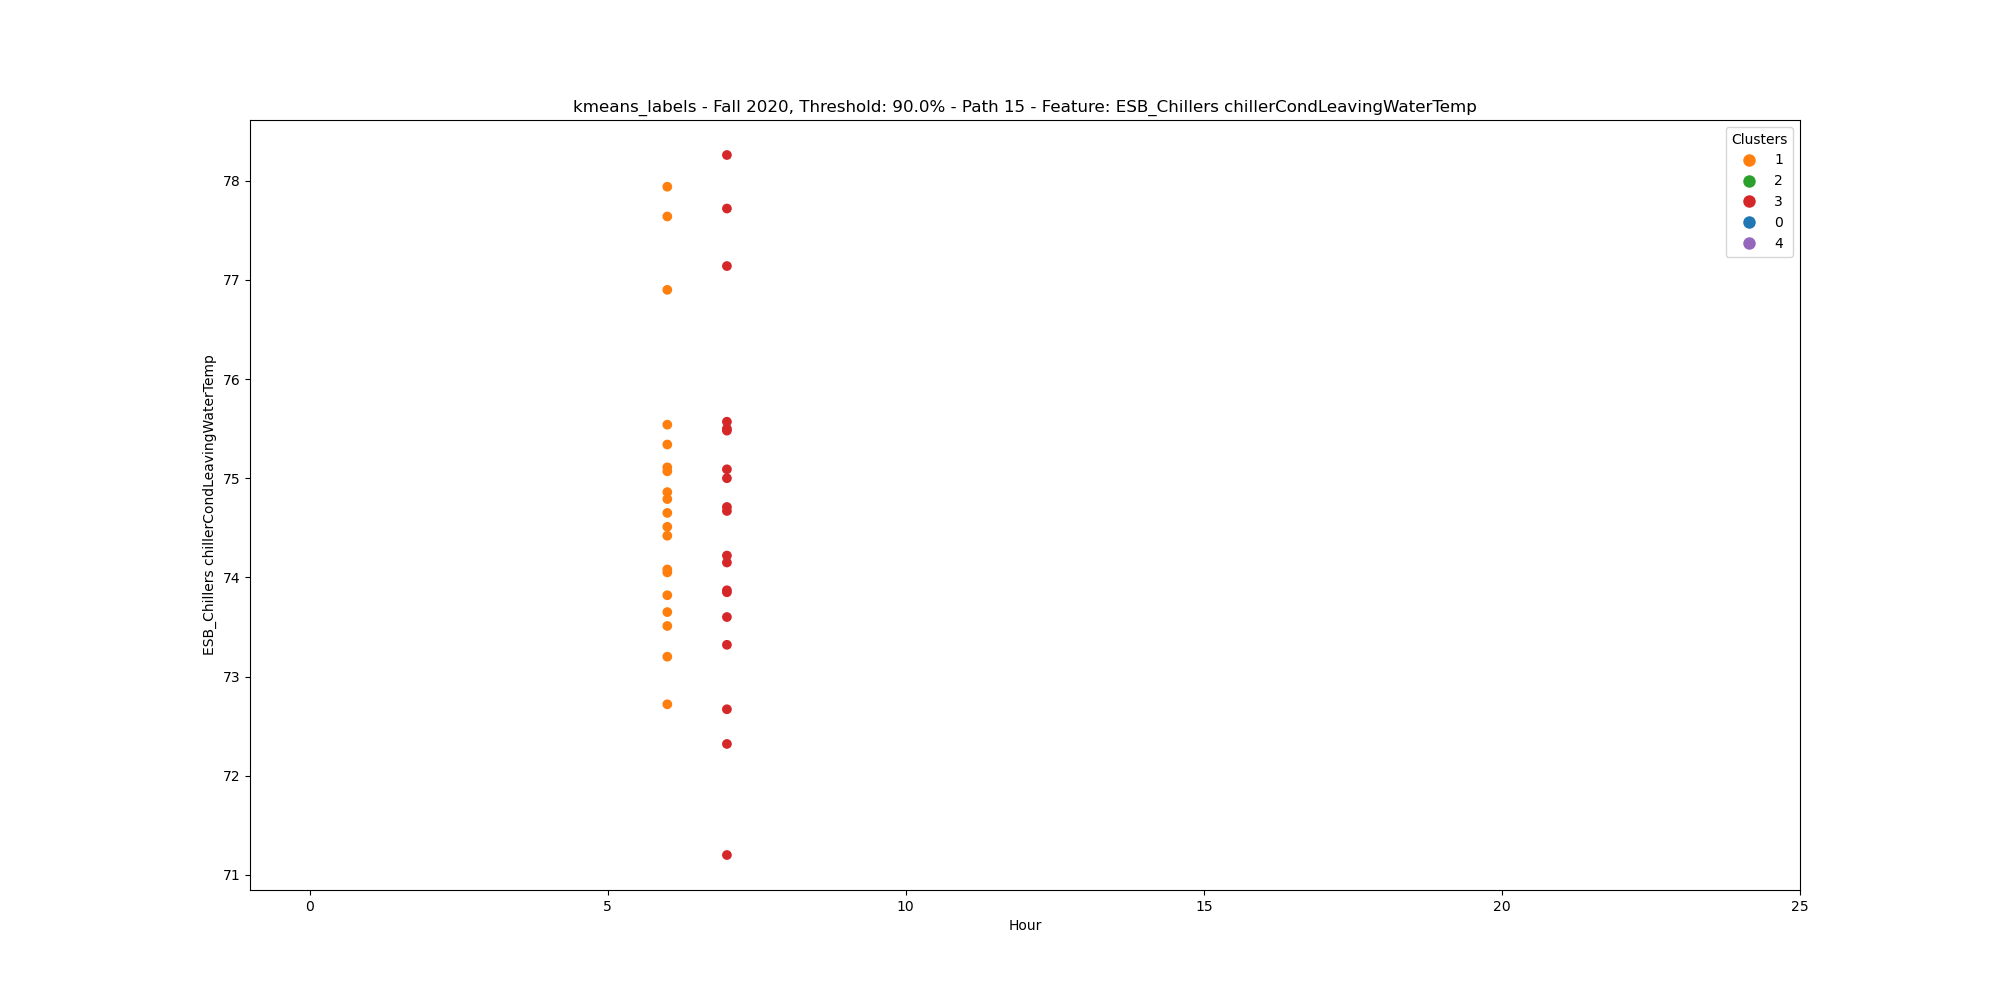 kmeans_labels - Fall 2020, Threshold: 90.0% - Path 15 - Feature: ESB_Chillers chillerCondLeavingWaterTemp
Clusters
1
2
3
0
4
ESB_Chillers chillerCondLeavingWaterTemp
78
77
76
75
74
73
72
71
0 5 10 15 20 25
Hour